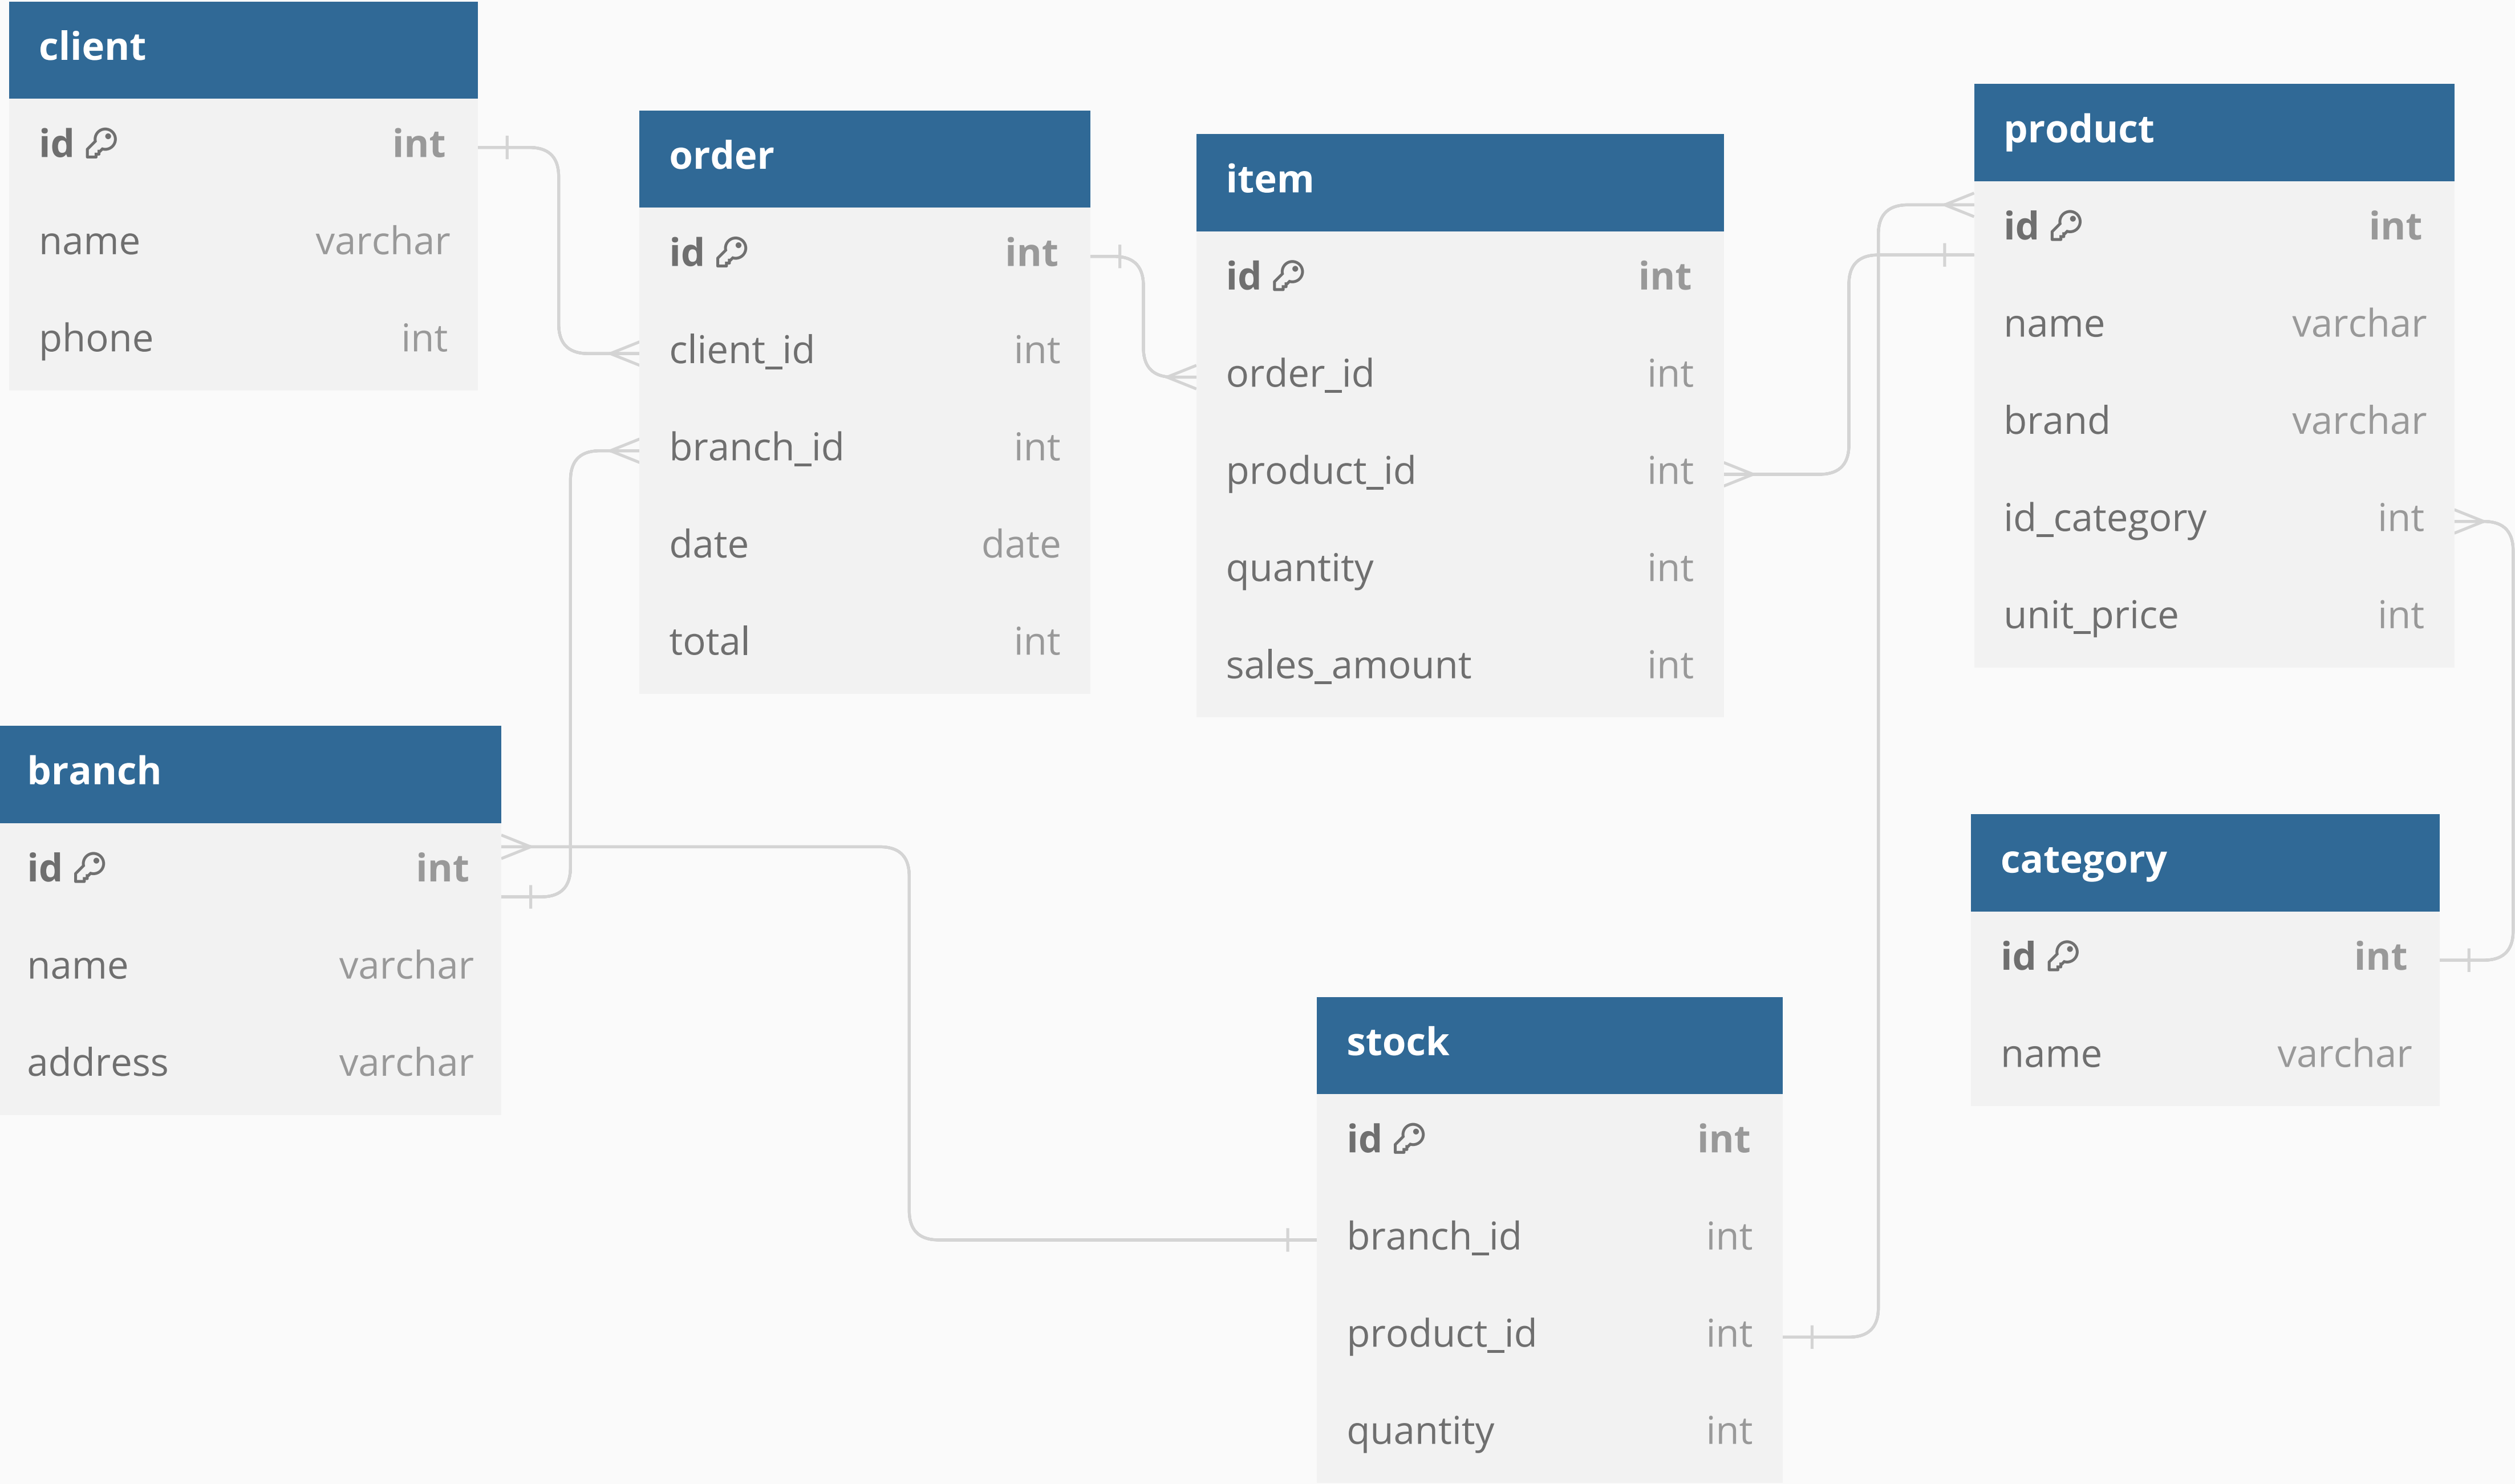 client
id int
name varchar
phone int
order
id int
client_id int
branch_id int
date date
total int
item
id int
order_id int
product_id int
quantity int
sales_amount int
product
id int
name varchar
brand varchar
id_category int
unit_price int
branch
id int
name varchar
address varchar
stock
id int
branch_id int
product_id int
quantity int
category
id int
name varchar